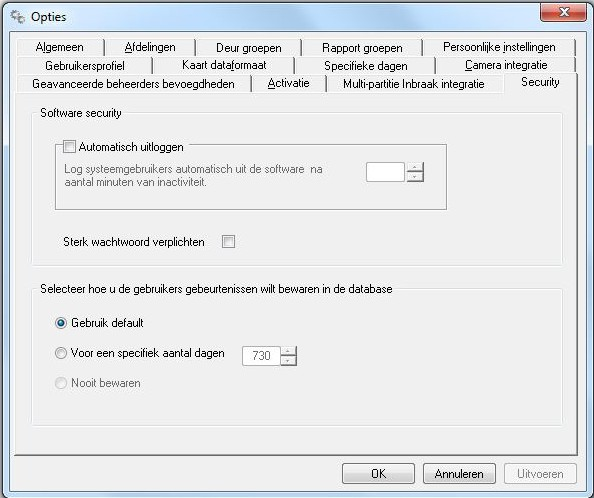 Opties
Algemeen
Afdelingen
Deur groepen
Rapport groepen
Persoonlijke instellingen
Gebruikersprofiel
Kaart dataformaat
Specifieke dagen
Camera integratie
Geavanceerde beheerders bevoegdheden
Activatie
Multi-partitie Inbraak integratie
Security
Software security
Automatisch uitloggen
Log systeemgebruikers automatisch uit de software na
aantal minuten van inactiviteit.
Sterk wachtwoord verplichten
Selecteer hoe u de gebruikers gebeurtenissen wilt bewaren in de database
Gebruik default
Voor een specifiek aantal dagen 730
Nooit bewaren
OK Annuleren Uitvoeren